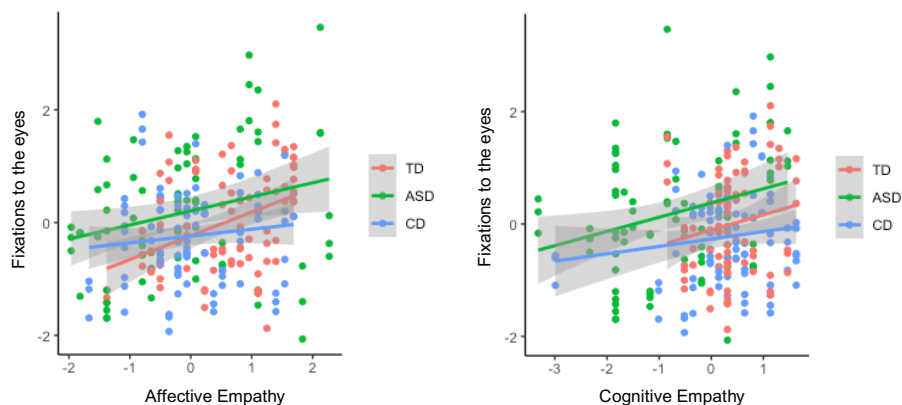 Fixations to the eyes
2
0
-2
-2
-1
0
1
2
Affective Empathy
TD
ASD
CD
Fixations to the eyes
2
0
-2
-3
-2
-1
0
1
Cognitive Empathy
TD
ASD
CD